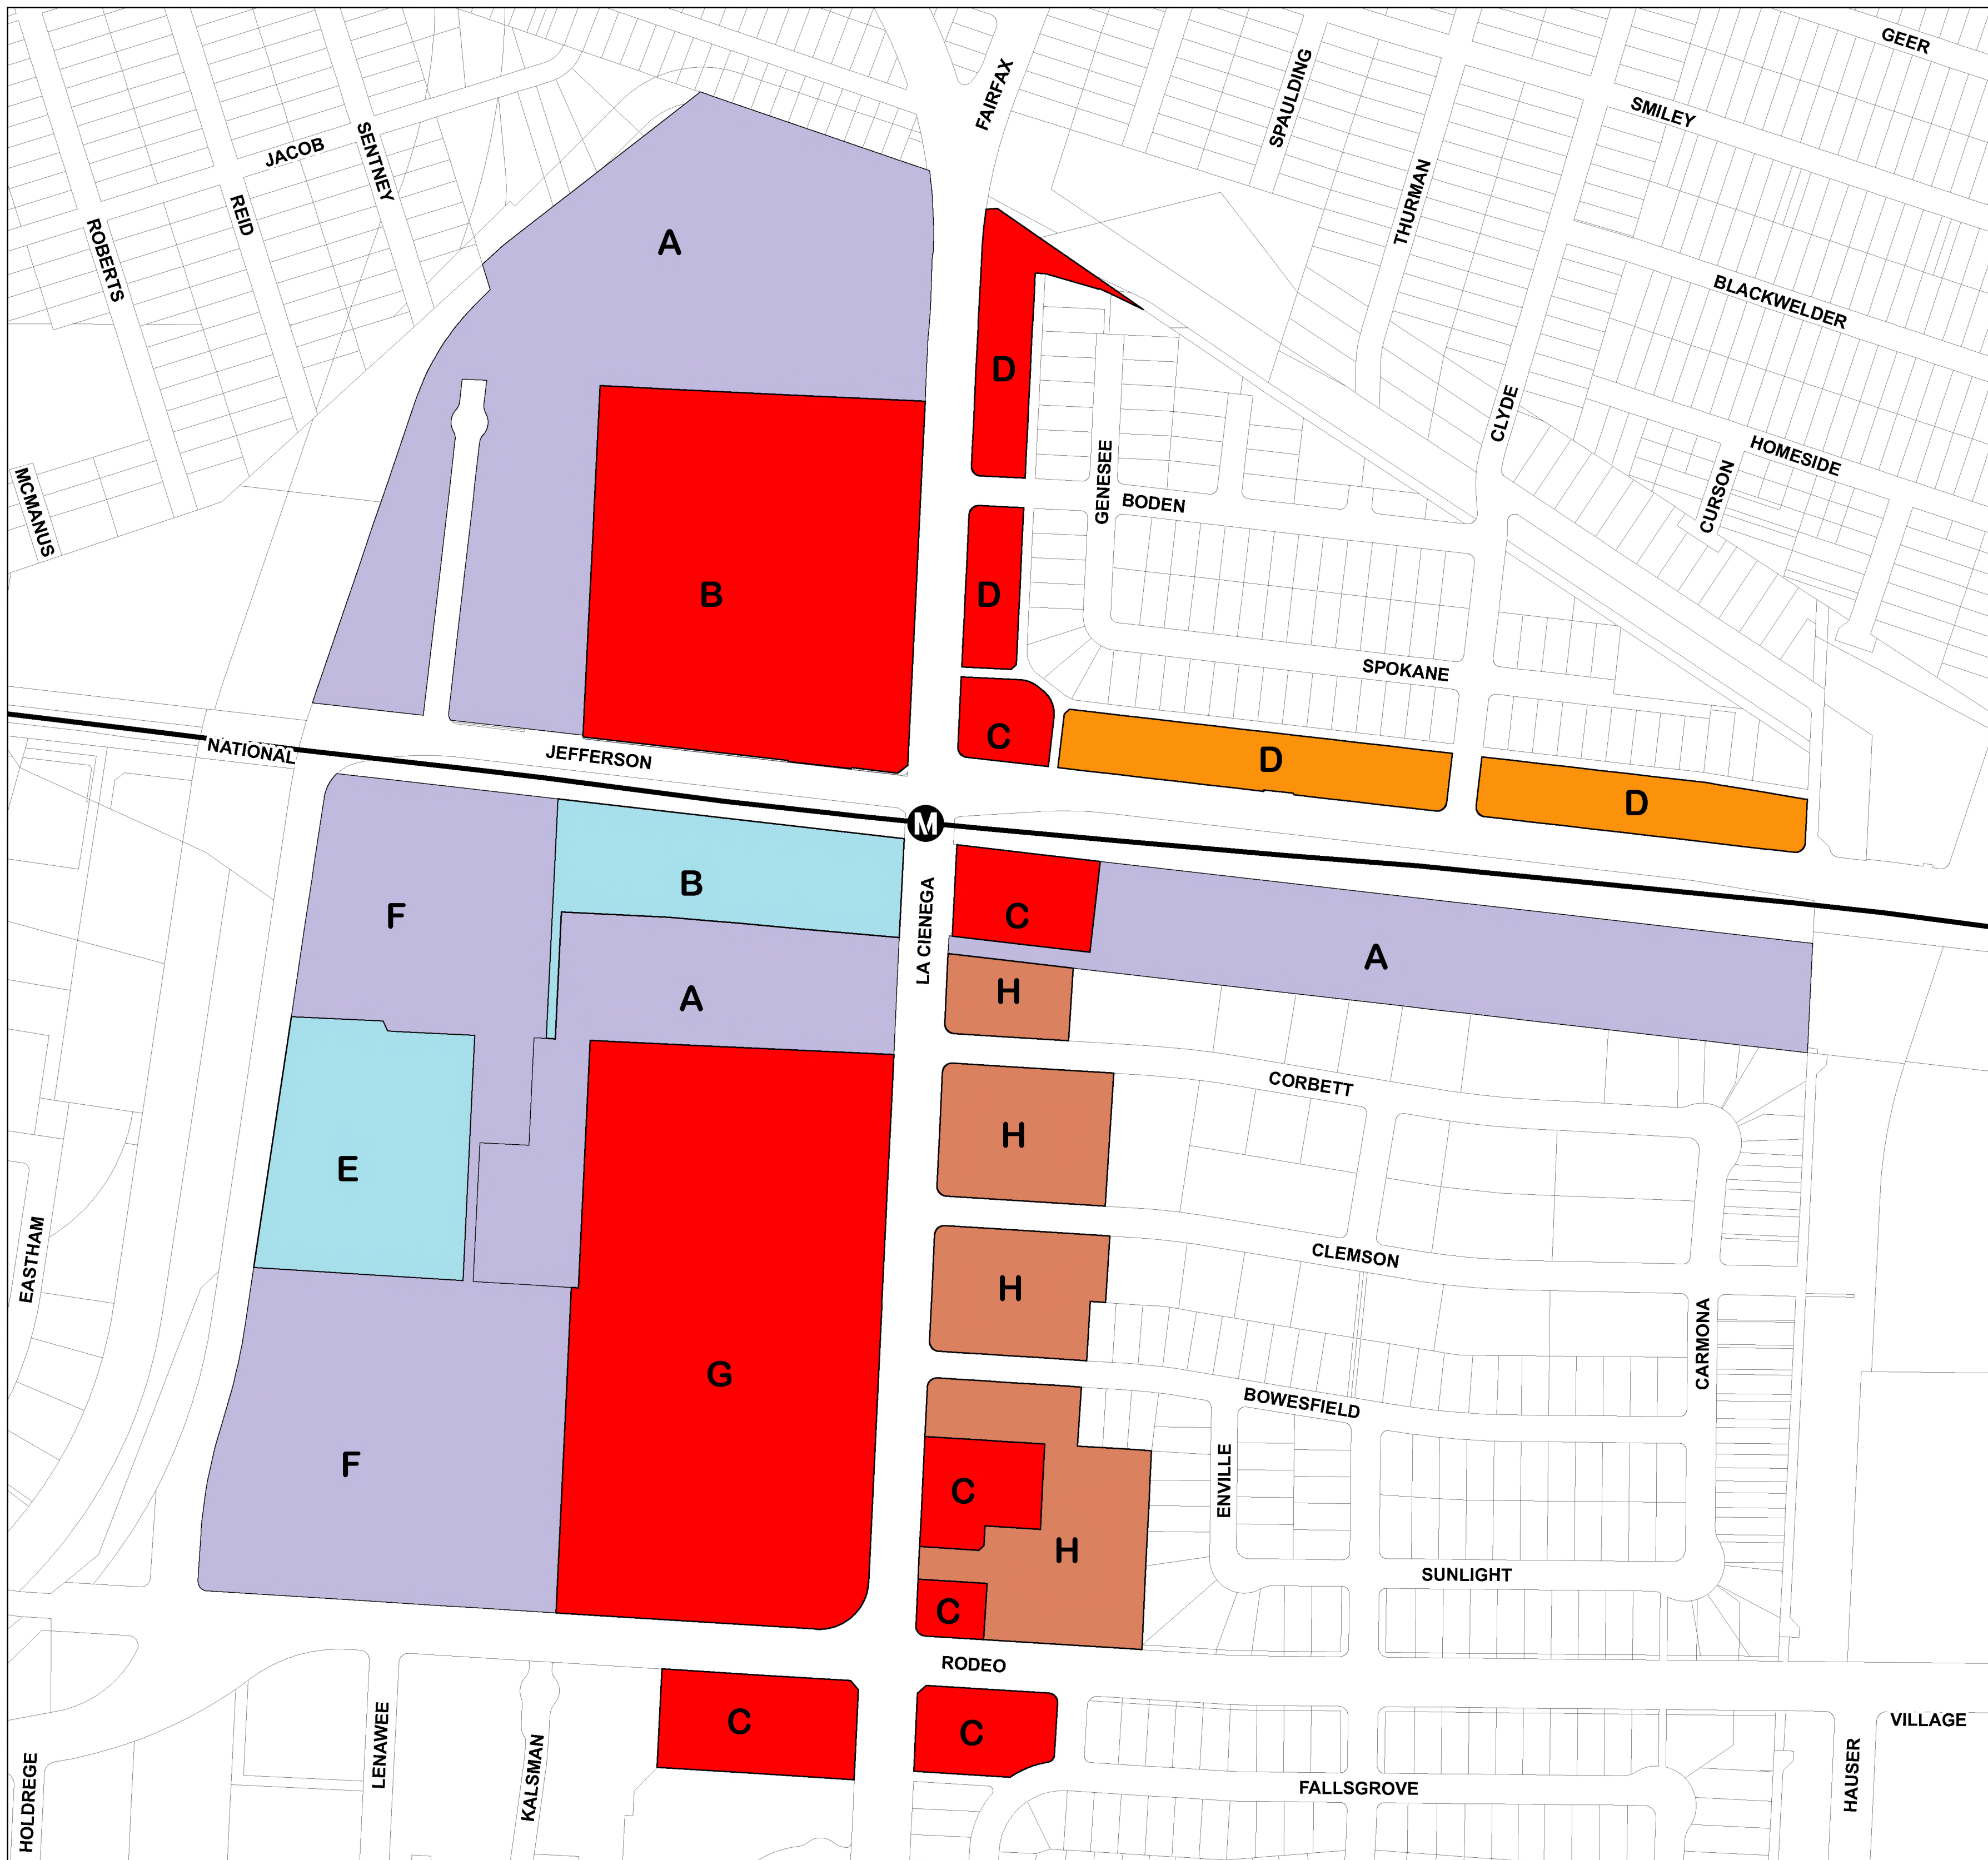 GEER
FAIRFAX
SPAULDING
SMILEY
JACOB
SENTNEY
REID
THURMAN
ROBERTS
A
BLACKWELDER
D
CLYDE
HOMESIDE
GENESEE
CURSON
MCMANUS
BODEN
B
D
SPOKANE
C
NATIONAL
JEFFERSON
D
D
M
B
F
LA CIENEGA
C
A
A
H
CORBETT
H
E
EASTHAM
CLEMSON
H
CARMONA
G
BOWESFIELD
ENVILLE
F
C
H
SUNLIGHT
C
RODEO
C
C
VILLAGE
LENAWEE
KALSMAN
HAUSER
FALLSGROVE
HOLDREGE